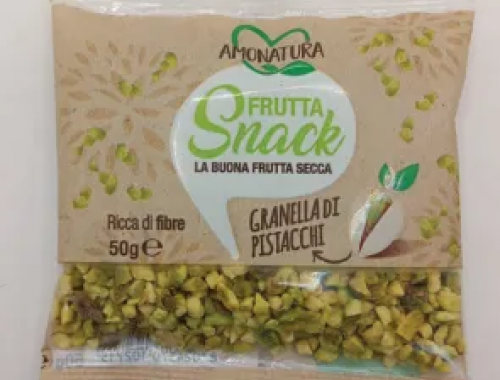 AMONATURA
FRUTTA
Snack
LA BUONA FRUTTA SECCA
Ricca di fibre
50g e
GRANELLA DI
PISTACCHI